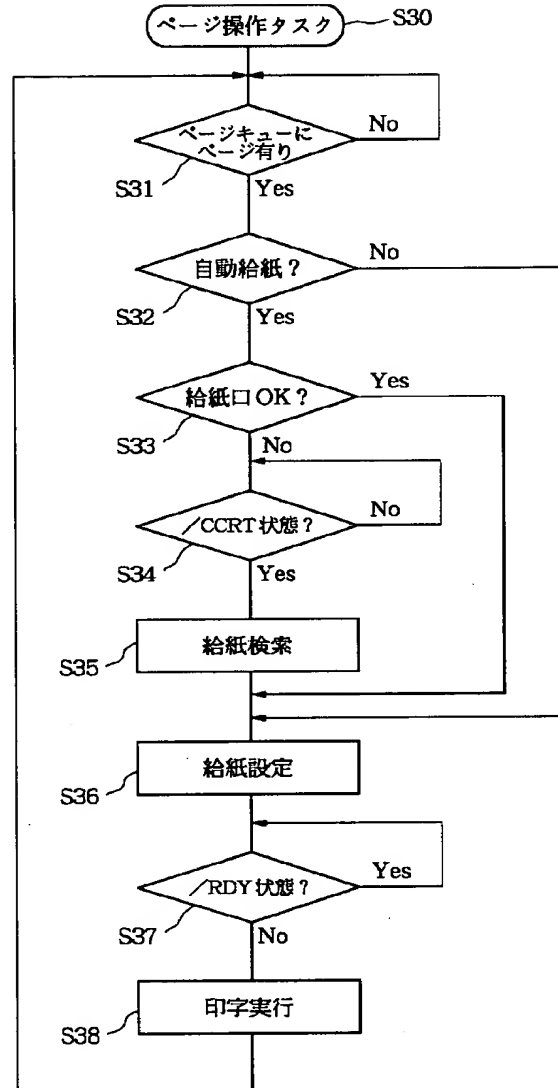 ページ操作タスク
S30
ページキューに
ページ有り
No
S31
Yes
自動給紙?
No
S32
Yes
給紙口OK?
Yes
S33
No
/CCRT状態?
No
S34
Yes
給紙検索
S35
給紙設定
S36
/RDY状態?
Yes
S37
No
印字実行
S38